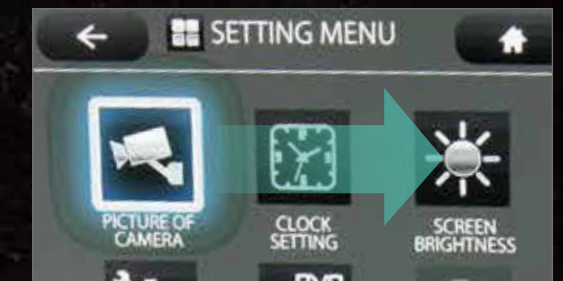 SETTING MENU
PICTURE OF
CAMERA
CLOCK
SETTING
SCREEN
BRIGHTNESS